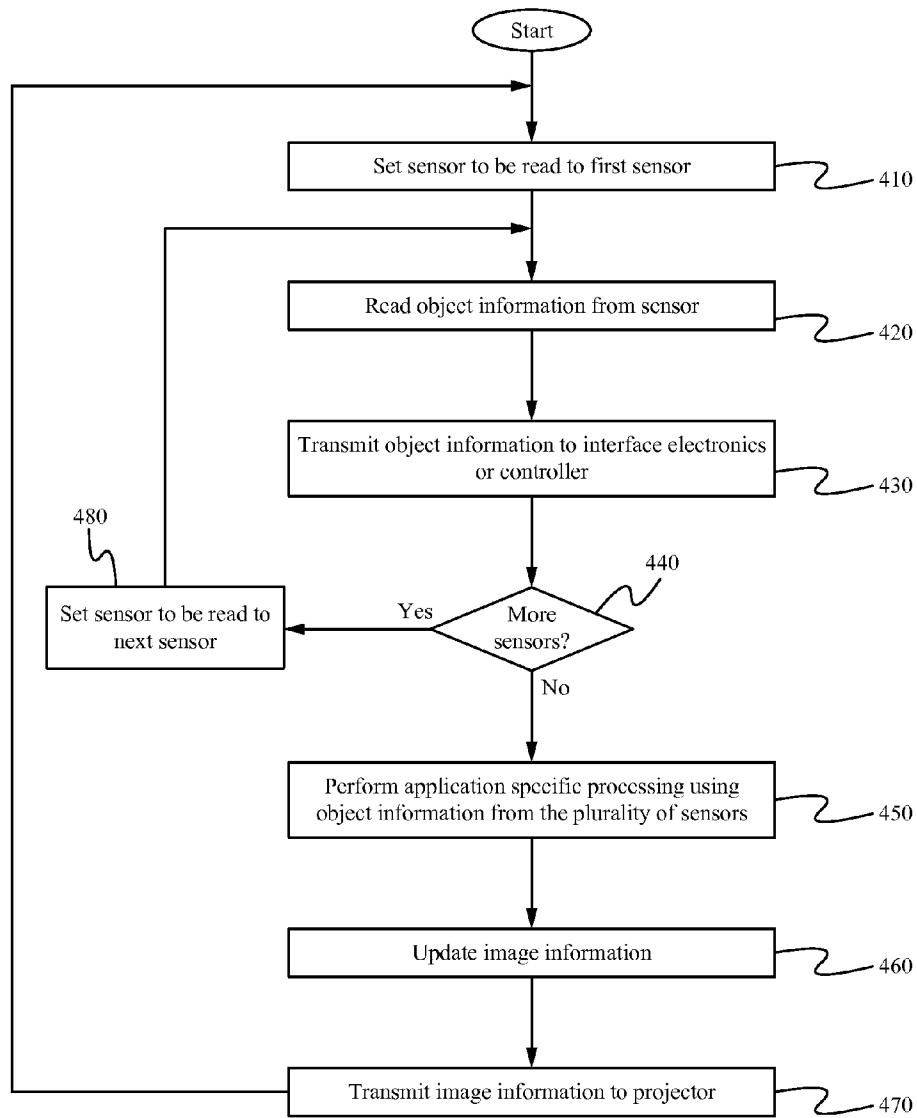 Start
Set sensor to be read to first sensor
410
Read object information from sensor
420
Transmit object information to interface electronics
or controller
430
480
440
Set sensor to be read to
next sensor
Yes
More
sensors?
No
Perform application specific processing using
object information from the plurality of sensors
450
Update image information
460
Transmit image information to projector
470